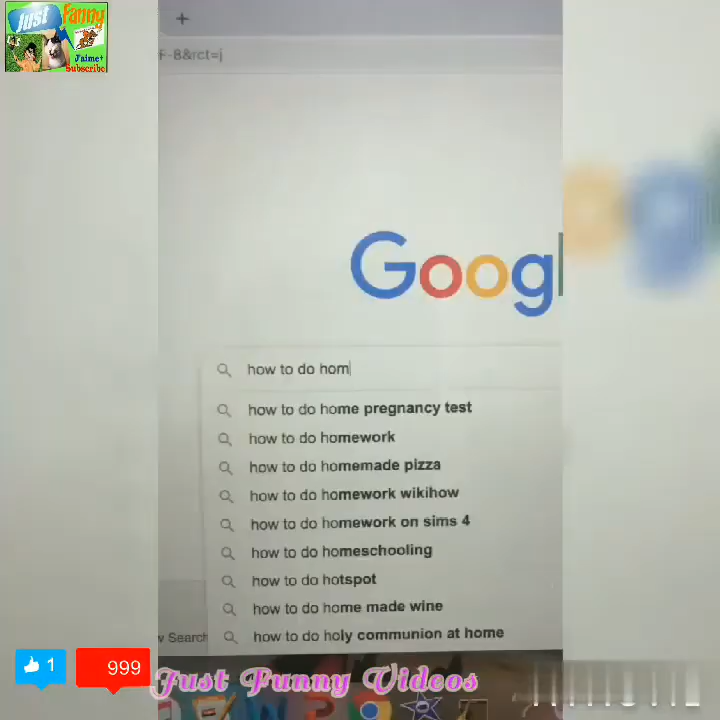 Just
Funny
Jaime+
Subscribe
+
F-8&rct=j
Googl
how to do hom
how to do home pregnancy test
how to do homework
how to do homemade pizza
how to do homework wikihow
how to do homework on sims 4
how to do homeschooling
how to do hotspot
how to do home made wine
how to do holy communion at home
w Search
1
999
Just Funny Videos